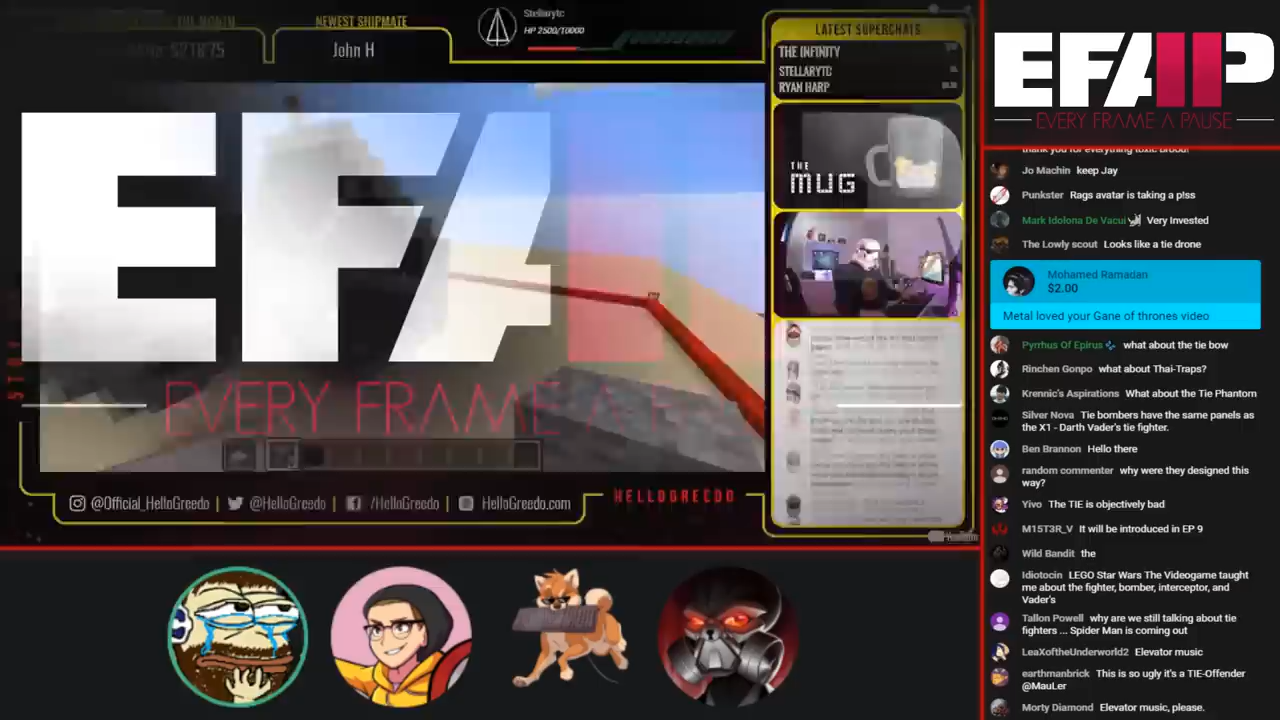 THE MONTH
NEWEST SHIPMATE
John H
Stellarytc
HP 2500/10000
LATEST SUPERCHATS
THE INFINITY
STELLARYTC
RYAN HARP
THE
MUG
EFA
EVERY FRAME A
@Official_HelloGreedo | @HelloGreedo | /HelloGreedo | HelloGreedo.com
HELLOGREEDO
EFAP
EVERY FRAME A PAUSE
thank you for everything toxic brood!
Jo Machin keep Jay
Punkster Rags avatar is taking a p!ss
Mark Idolona De Vacui Very Invested
The Lowly scout Looks like a tie drone
Mohamed Ramadan
$2.00
Metal loved your Gane of thrones video
Pyrrhus Of Epirus what about the tie bow
Rinchen Gonpo what about Thai-Traps?
Krennic's Aspirations What about the Tie Phantom
Silver Nova Tie bombers have the same panels as
the X1 - Darth Vader's tie fighter.
Ben Brannon Hello there
random commenter why were they designed this
way?
Yivo The TIE is objectively bad
M15T3R_V It will be introduced in EP 9
Wild Bandit the
Idiotocin LEGO Star Wars The Videogame taught
me about the fighter, bomber, interceptor, and
Vader's
Tallon Powell why are we still talking about tie
fighters ... Spider Man is coming out
LeaXoftheUnderworld2 Elevator music
earthmanbrick This is so ugly it's a TIE-Offender
@MauLer
Morty Diamond Elevator music, please.